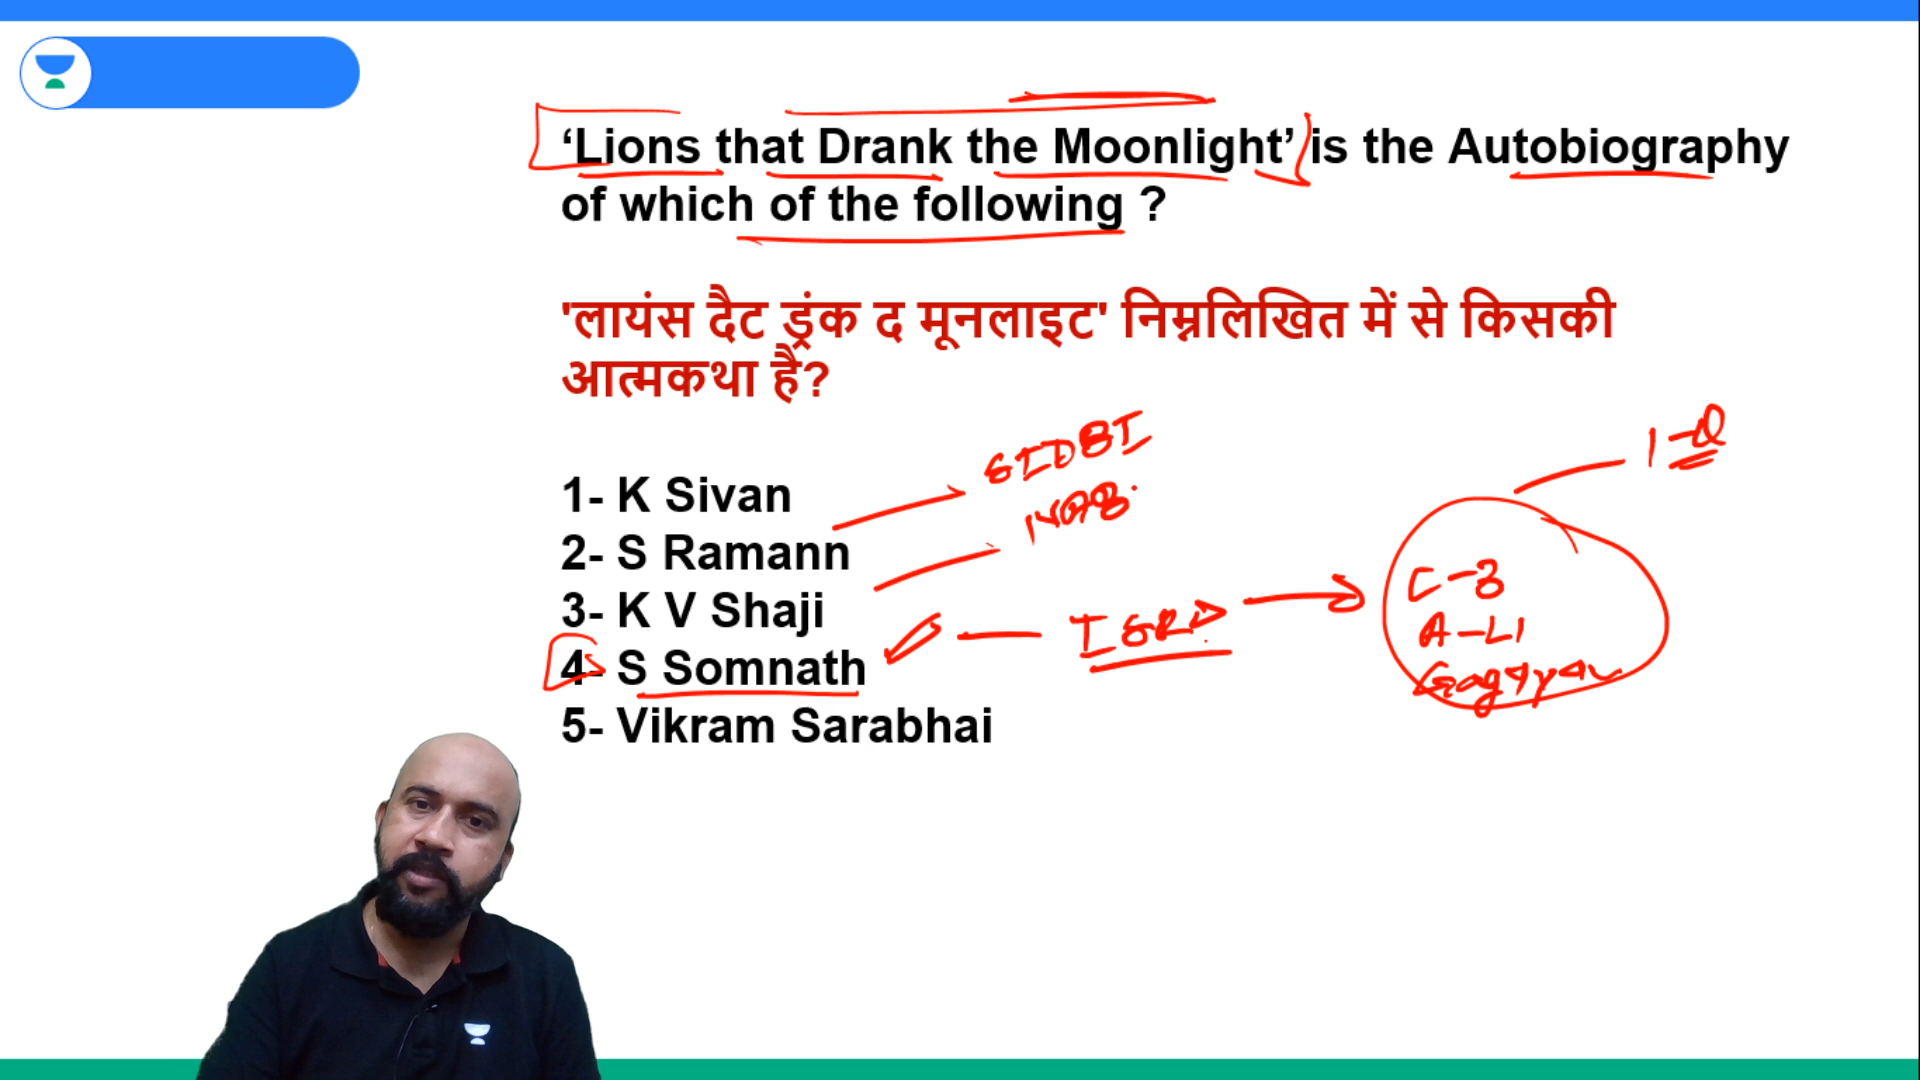 ‘Lions that Drank the Moonlight’ is the Autobiography
of which of the following ?
'लायंस दैट ड्रंक द मूनलाइट' निम्नलिखित में से किसकी
आत्मकथा है?
1- K Sivan
2- S Ramann
3- K V Shaji
4- S Somnath
5- Vikram Sarabhai
SIDBI
ISRO
1-Q
C-3
A-L1